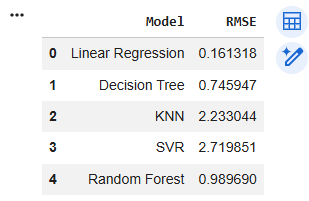 Model RMSE
0 Linear Regression 0.161318
1 Decision Tree 0.745947
2 KNN 2.233044
3 SVR 2.719851
4 Random Forest 0.989690